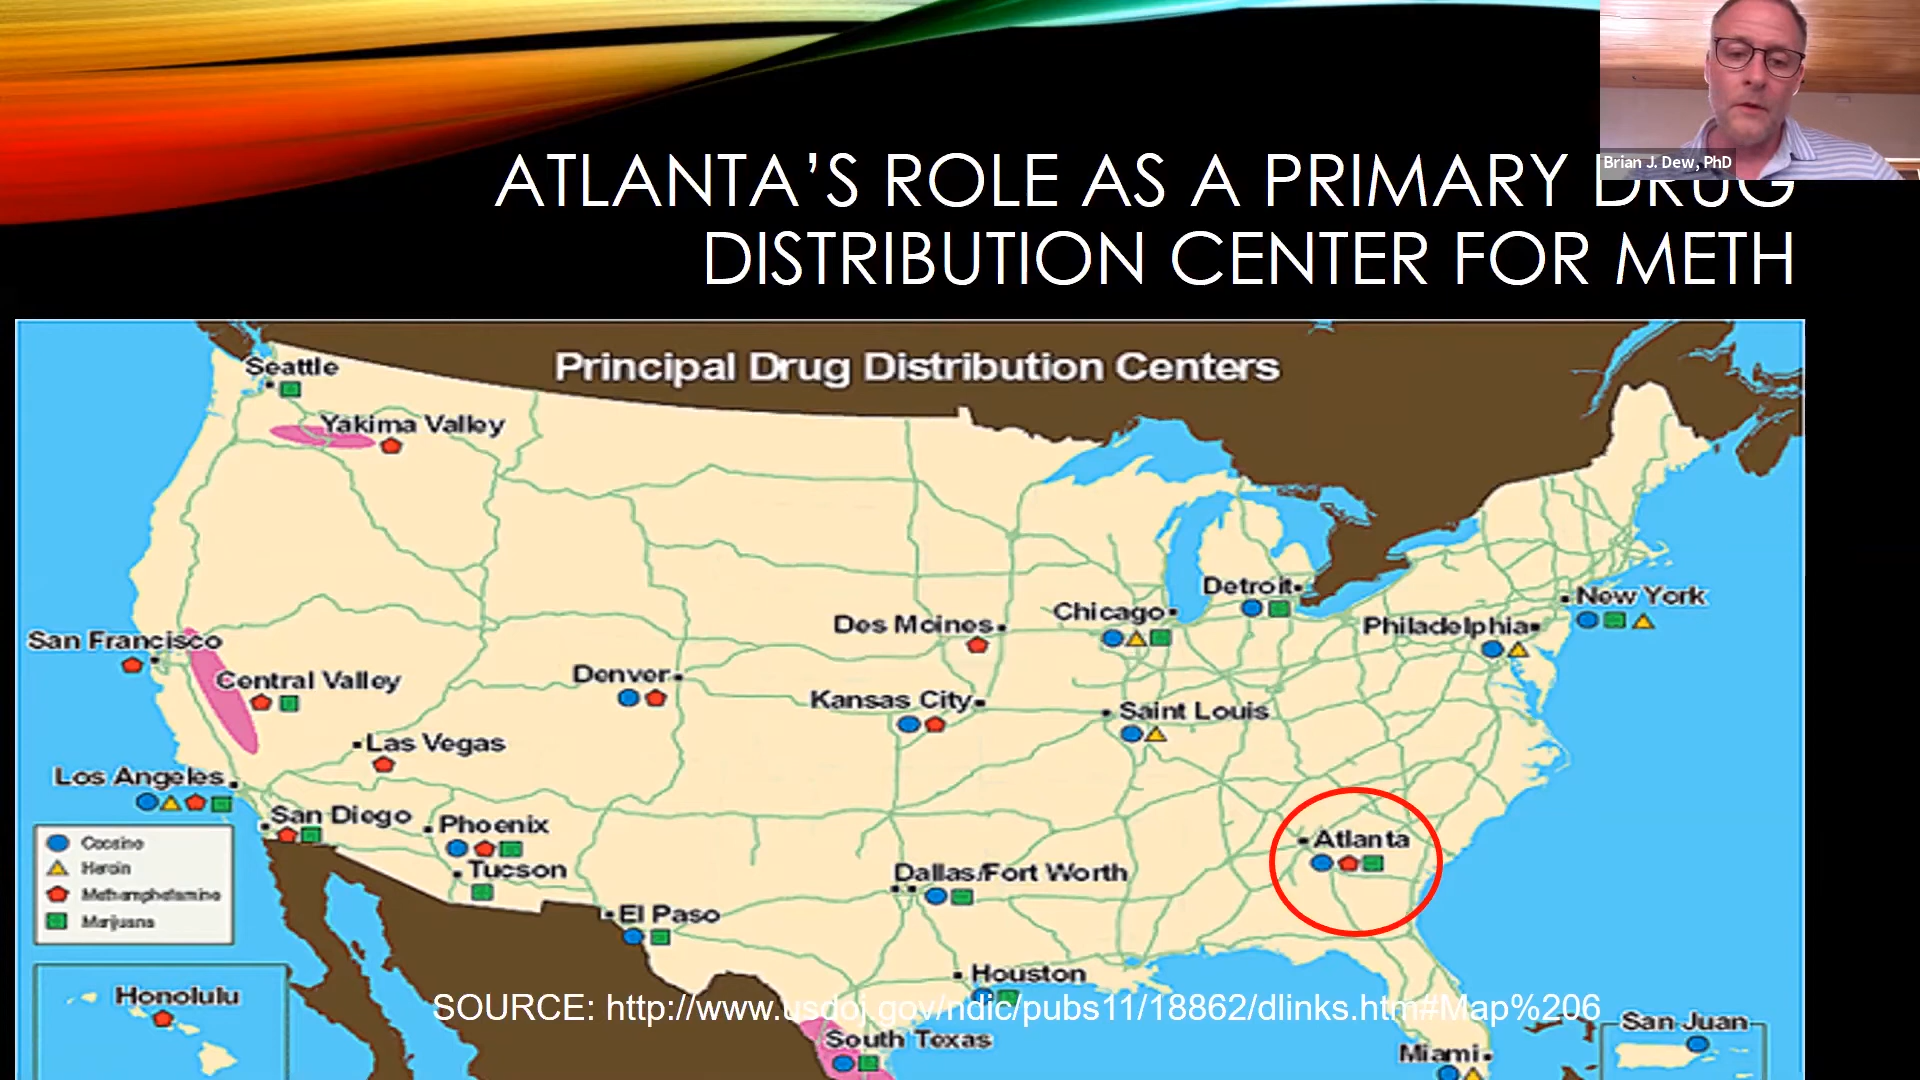 Brian J. Dew, PhD
ATLANTA’S ROLE AS A PRIMARY DRUG
DISTRIBUTION CENTER FOR METH
Principal Drug Distribution Centers
Seattle
Yakima Valley
Detroit
New York
Chicago
Des Moines
Philadelphia
San Francisco
Central Valley
Denver
Kansas City
Saint Louis
Las Vegas
Los Angeles
San Diego
Phoenix
Atlanta
Cocaine
Heroin
Methamphetamine
Marijuana
Tucson
Dallas/Fort Worth
El Paso
Houston
Honolulu
SOURCE: http://www.usdoj.gov/ndic/pubs11/18862/dlinks.htm#Map%206
San Juan
South Texas
Miami